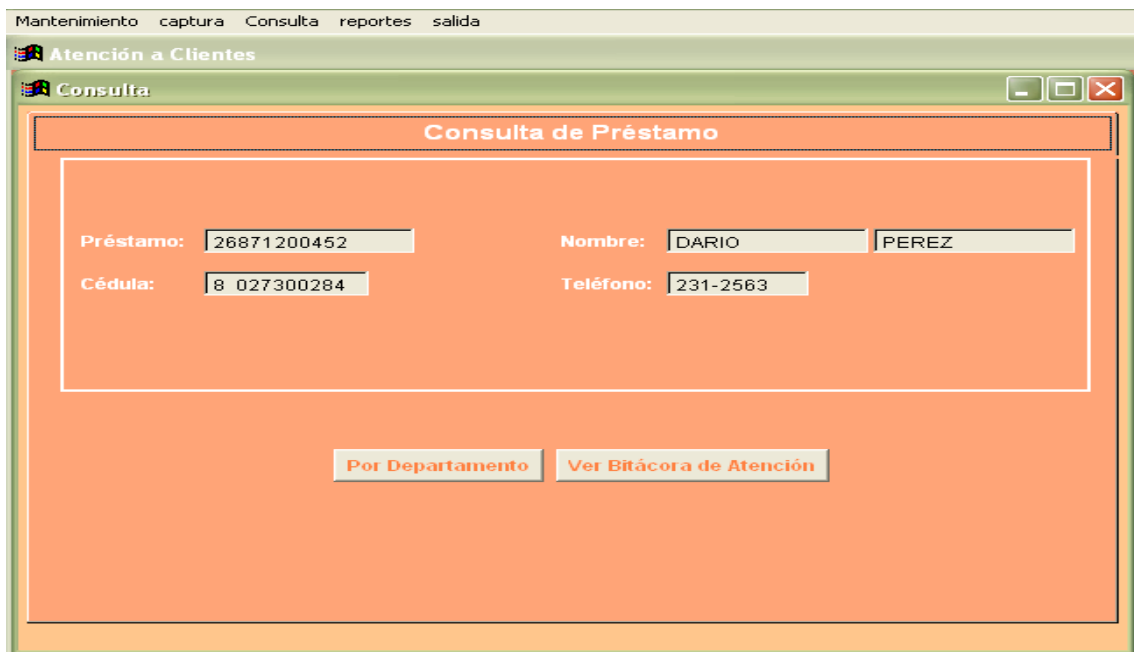 Mantenimiento captura Consulta reportes salida
Atención a Clientes
Consulta
Consulta de Préstamo
Préstamo: 26871200452 Nombre: DARIO PEREZ
Cédula: 8 027300284 Teléfono: 231-2563
Por Departamento Ver Bitácora de Atención